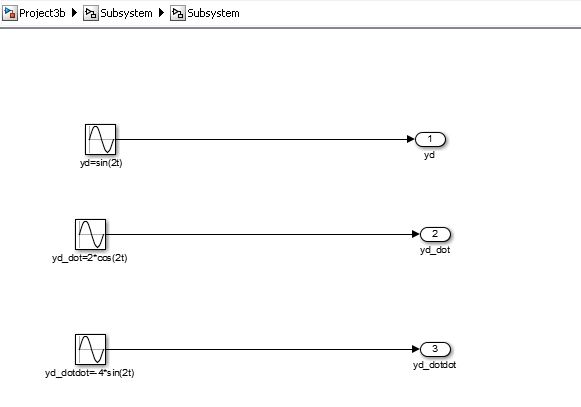 Project3b Subsystem Subsystem
1
yd=sin(2t)
yd
2
yd_dot=2*cos(2t)
yd_dot
3
yd_dotdot=-4*sin(2t)
yd_dotdot